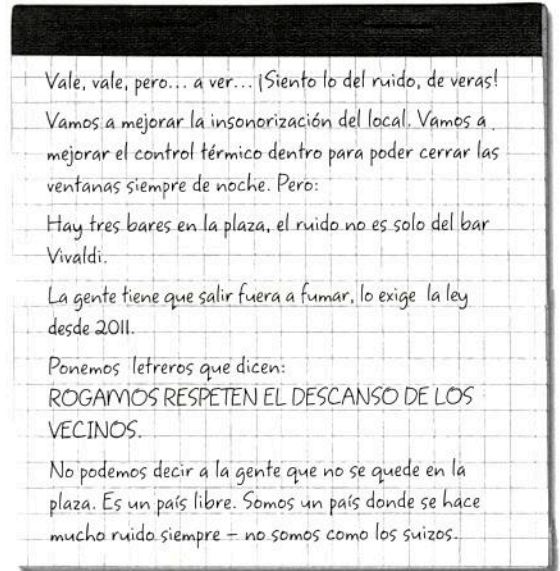 Vale, vale, pero... a ver... ¡Siento lo del ruido, de veras!
Vamos a mejorar la insonorización del local. Vamos a
mejorar el control térmico dentro para poder cerrar las
ventanas siempre de noche. Pero:
Hay tres bares en la plaza, el ruido no es solo del bar
Vivaldi.
La gente tiene que salir fuera a fumar, lo exige la ley
desde 2011.
Ponemos letreros que dicen:
ROGAMOS RESPETEN EL DESCANSO DE LOS
VECINOS.
No podemos decir a la gente que no se quede en la
plaza. Es un país libre. Somos un país donde se hace
mucho ruido siempre – no somos como los suizos.